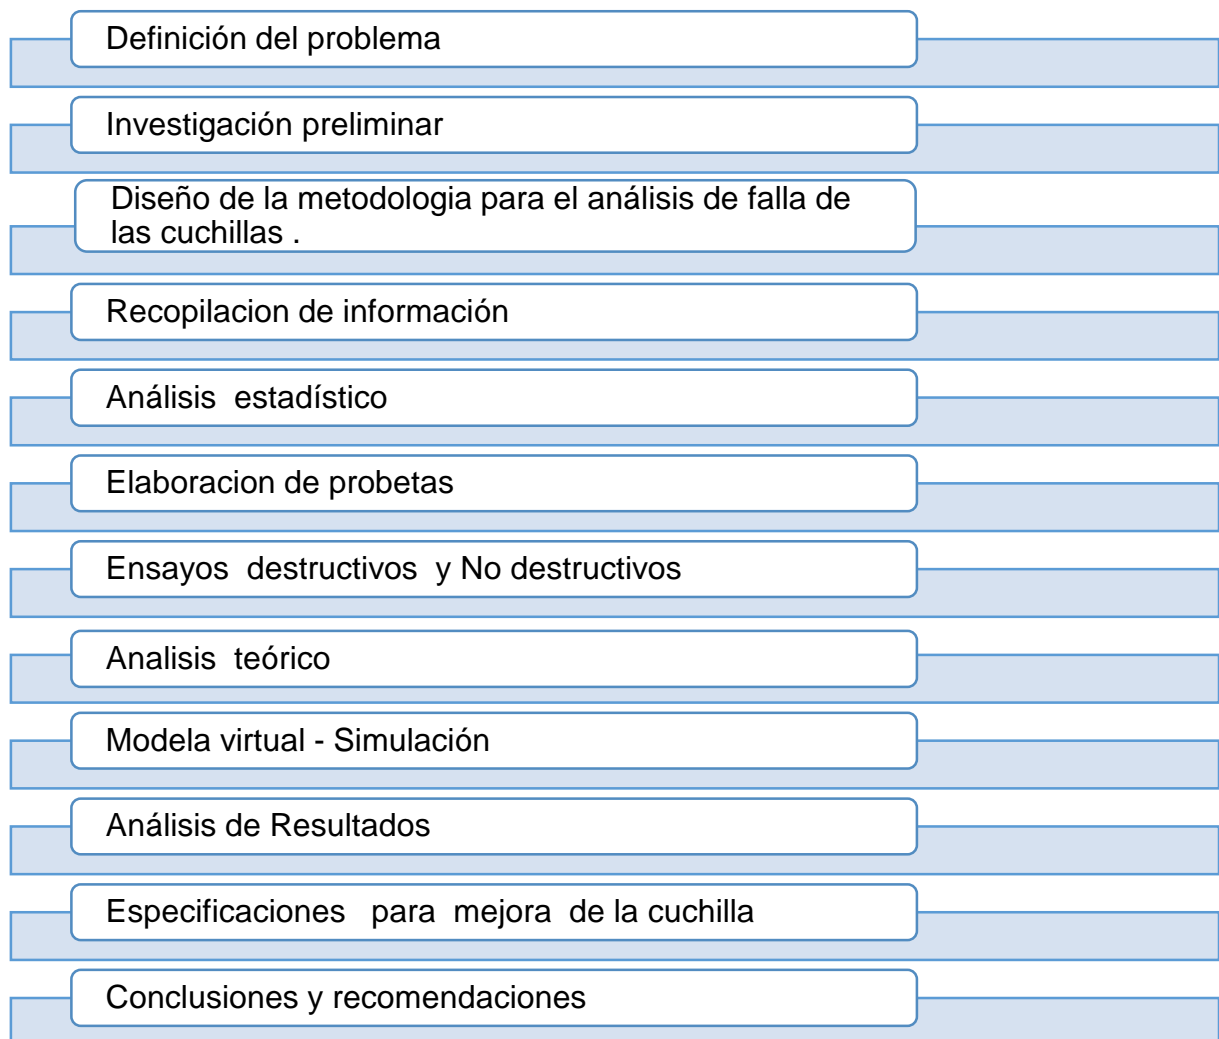 Definición del problema
Investigación preliminar
Diseño de la metodologia para el análisis de falla de
las cuchillas .
Recopilacion de información
Análisis  estadístico
Elaboracion de probetas
Ensayos  destructivos  y No destructivos
Analisis  teórico
Modela virtual - Simulación
Análisis de Resultados
Especificaciones   para  mejora  de la cuchilla
Conclusiones y recomendaciones